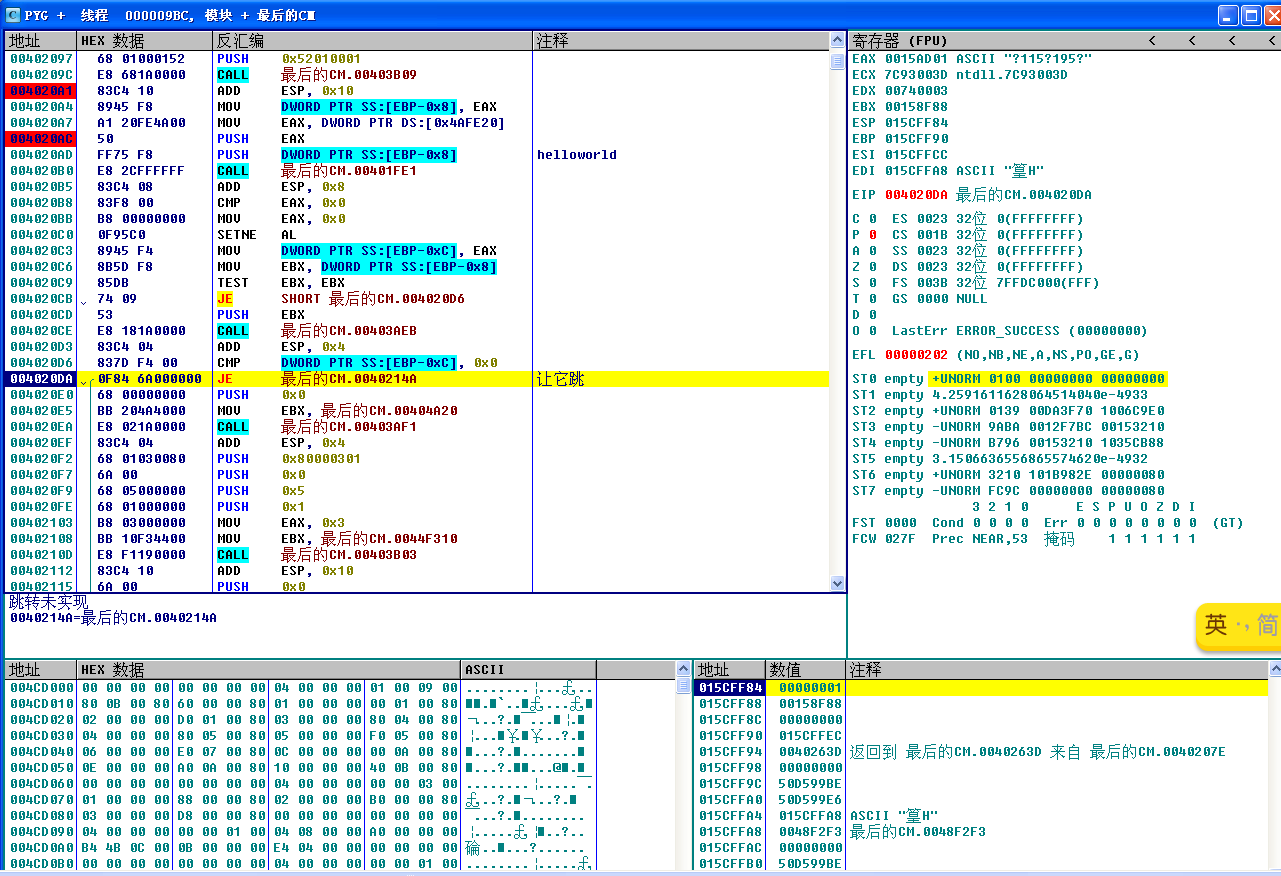 PYG + 线程 000009BC, 模块 + 最后的CM
地址 HEX 数据 反汇编 注释
00402097 68 01000152 PUSH 0x52010001
0040209C E8 681A0000 CALL 最后的CM.00403B09
004020A1 83C4 10 ADD ESP, 0x10
004020A4 8945 F8 MOV DWORD PTR SS:[EBP-0x8], EAX
004020A7 A1 20FE4A00 MOV EAX, DWORD PTR DS:[0x4AFE20]
004020AC 50 PUSH EAX
004020AD FF75 F8 PUSH DWORD PTR SS:[EBP-0x8] helloworld
004020B0 E8 2CFFFFFF CALL 最后的CM.00401FE1
004020B5 83C4 08 ADD ESP, 0x8
004020B8 83F8 00 CMP EAX, 0x0
004020BB B8 00000000 MOV EAX, 0x0
004020C0 0F95C0 SETNE AL
004020C3 8945 F4 MOV DWORD PTR SS:[EBP-0xC], EAX
004020C6 8B5D F8 MOV EBX, DWORD PTR SS:[EBP-0x8]
004020C9 85DB TEST EBX, EBX
004020CB 74 09 JE SHORT 最后的CM.004020D6
004020CD 53 PUSH EBX
004020CE E8 181A0000 CALL 最后的CM.00403AEB
004020D3 83C4 04 ADD ESP, 0x4
004020D6 837D F4 00 CMP DWORD PTR SS:[EBP-0xC], 0x0
004020DA 0F84 6A000000 JE 最后的CM.0040214A 让它跳
004020E0 68 00000000 PUSH 0x0
004020E5 BB 204A4000 MOV EBX, 最后的CM.00404A20
004020EA E8 021A0000 CALL 最后的CM.00403AF1
004020EF 83C4 04 ADD ESP, 0x4
004020F2 68 01030080 PUSH 0x80000301
004020F7 6A 00 PUSH 0x0
004020F9 68 05000000 PUSH 0x5
004020FE 68 01000000 PUSH 0x1
00402103 B8 03000000 MOV EAX, 0x3
00402108 BB 10F34400 MOV EBX, 最后的CM.0044F310
0040210D E8 F1190000 CALL 最后的CM.00403B03
00402112 83C4 10 ADD ESP, 0x10
00402115 6A 00 PUSH 0x0
跳转未实现
0040214A=最后的CM.0040214A
寄存器 (FPU) < < < <
EAX 0015AD01 ASCII "?115?195?"
ECX 7C93003D ntdll.7C93003D
EDX 00740003
EBX 00158F88
ESP 015CFF84
EBP 015CFF90
ESI 015CFFCC
EDI 015CFFA8 ASCII "篁H"
EIP 004020DA 最后的CM.004020DA
C 0 ES 0023 32位 0(FFFFFFFF)
P 0 CS 001B 32位 0(FFFFFFFF)
A 0 SS 0023 32位 0(FFFFFFFF)
Z 0 DS 0023 32位 0(FFFFFFFF)
S 0 FS 003B 32位 7FFDC000(FFF)
T 0 GS 0000 NULL
D 0
O 0 LastErr ERROR_SUCCESS (00000000)
EFL 00000202 (NO,NB,NE,A,NS,PO,GE,G)
ST0 empty +UNORM 0100 00000000 00000000
ST1 empty 4.2591611628064514040e-4933
ST2 empty +UNORM 0139 00DA3F70 1006C9E0
ST3 empty -UNORM 9ABA 0012F7BC 00153210
ST4 empty -UNORM B796 00153210 1035CB88
ST5 empty 3.1506636556865574620e-4932
ST6 empty +UNORM 3210 101B982E 00000080
ST7 empty -UNORM FC9C 00000000 00000080
3 2 1 0 E S P U O Z D I
FST 0000 Cond 0 0 0 0 Err 0 0 0 0 0 0 0 0 (GT)
FCW 027F Prec NEAR,53 掩码 1 1 1 1 1 1
英 简
地址 HEX 数据 ASCII
004CD000 00 00 00 00 00 00 00 00 04 00 00 00 01 00 09 00
004CD010 80 0B 00 80 60 00 00 80 01 00 00 00 00 01 00 80
004CD020 02 00 00 00 D0 01 00 80 03 00 00 00 80 04 00 80
004CD030 04 00 00 00 80 05 00 80 05 00 00 00 F0 05 00 80
004CD040 06 00 00 00 E0 07 00 80 0C 00 00 00 00 0A 00 80
004CD050 0E 00 00 00 A0 0A 00 80 10 00 00 00 40 0B 00 80
004CD060 00 00 00 00 00 00 00 00 04 00 00 00 00 00 03 00
004CD070 01 00 00 00 88 00 00 80 02 00 00 00 B0 00 00 80
004CD080 03 00 00 00 D8 00 00 80 00 00 00 00 00 00 00 00
004CD090 04 00 00 00 00 00 01 00 04 08 00 00 A0 00 00 00
004CD0A0 B4 4B 0C 00 0B 00 00 00 E4 04 00 00 00 00 00 00
004CD0B0 00 00 00 00 00 00 00 00 04 00 00 00 00 00 01 00
地址 数值 注释
015CFF84 00000001
015CFF88 00158F88
015CFF8C 00000000
015CFF90 015CFFEC
015CFF94 0040263D 返回到 最后的CM.0040263D 来自 最后的CM.0040207E
015CFF98 00000000
015CFF9C 50D599BE
015CFFA0 50D599E6
015CFFA4 015CFFA8 ASCII "篁H"
015CFFA8 0048F2F3 最后的CM.0048F2F3
015CFFAC 00000000
015CFFB0 50D599BE